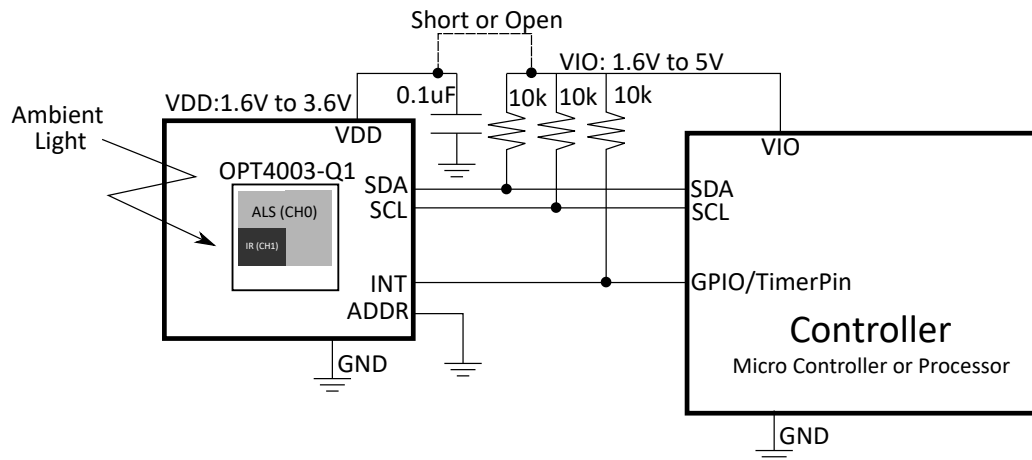 Short or Open
VIO: 1.6V to 5V
VDD:1.6V to 3.6V
0.1uF
10k
10k
10k
Ambient
Light
VDD
VIO
OPT4003-Q1
ALS (CH0)
IR (CH1)
SDA
SCL
INT
ADDR
GND
SDA
SCL
GPIO/TimerPin
Controller
Micro Controller or Processor
GND